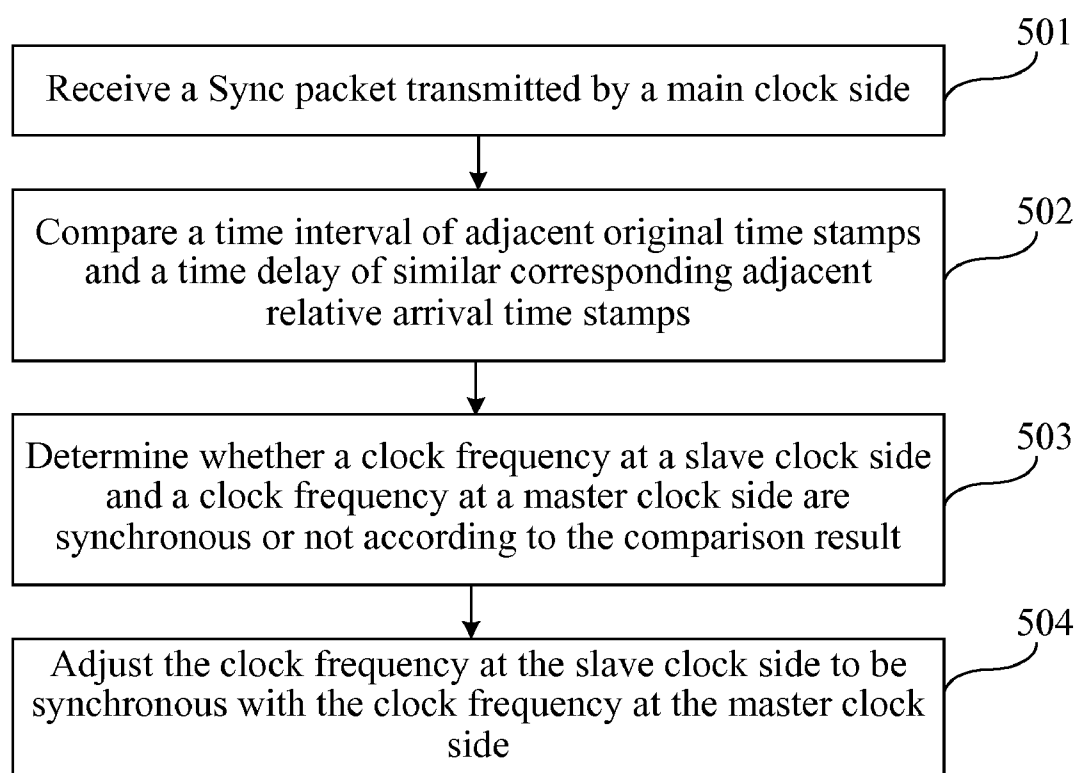 501
Receive a Sync packet transmitted by a main clock side
502
Compare a time interval of adjacent original time stamps
and a time delay of similar corresponding adjacent
relative arrival time stamps
503
Determine whether a clock frequency at a slave clock side
and a clock frequency at a master clock side are
synchronous or not according to the comparison result
504
Adjust the clock frequency at the slave clock side to be
synchronous with the clock frequency at the master clock
side